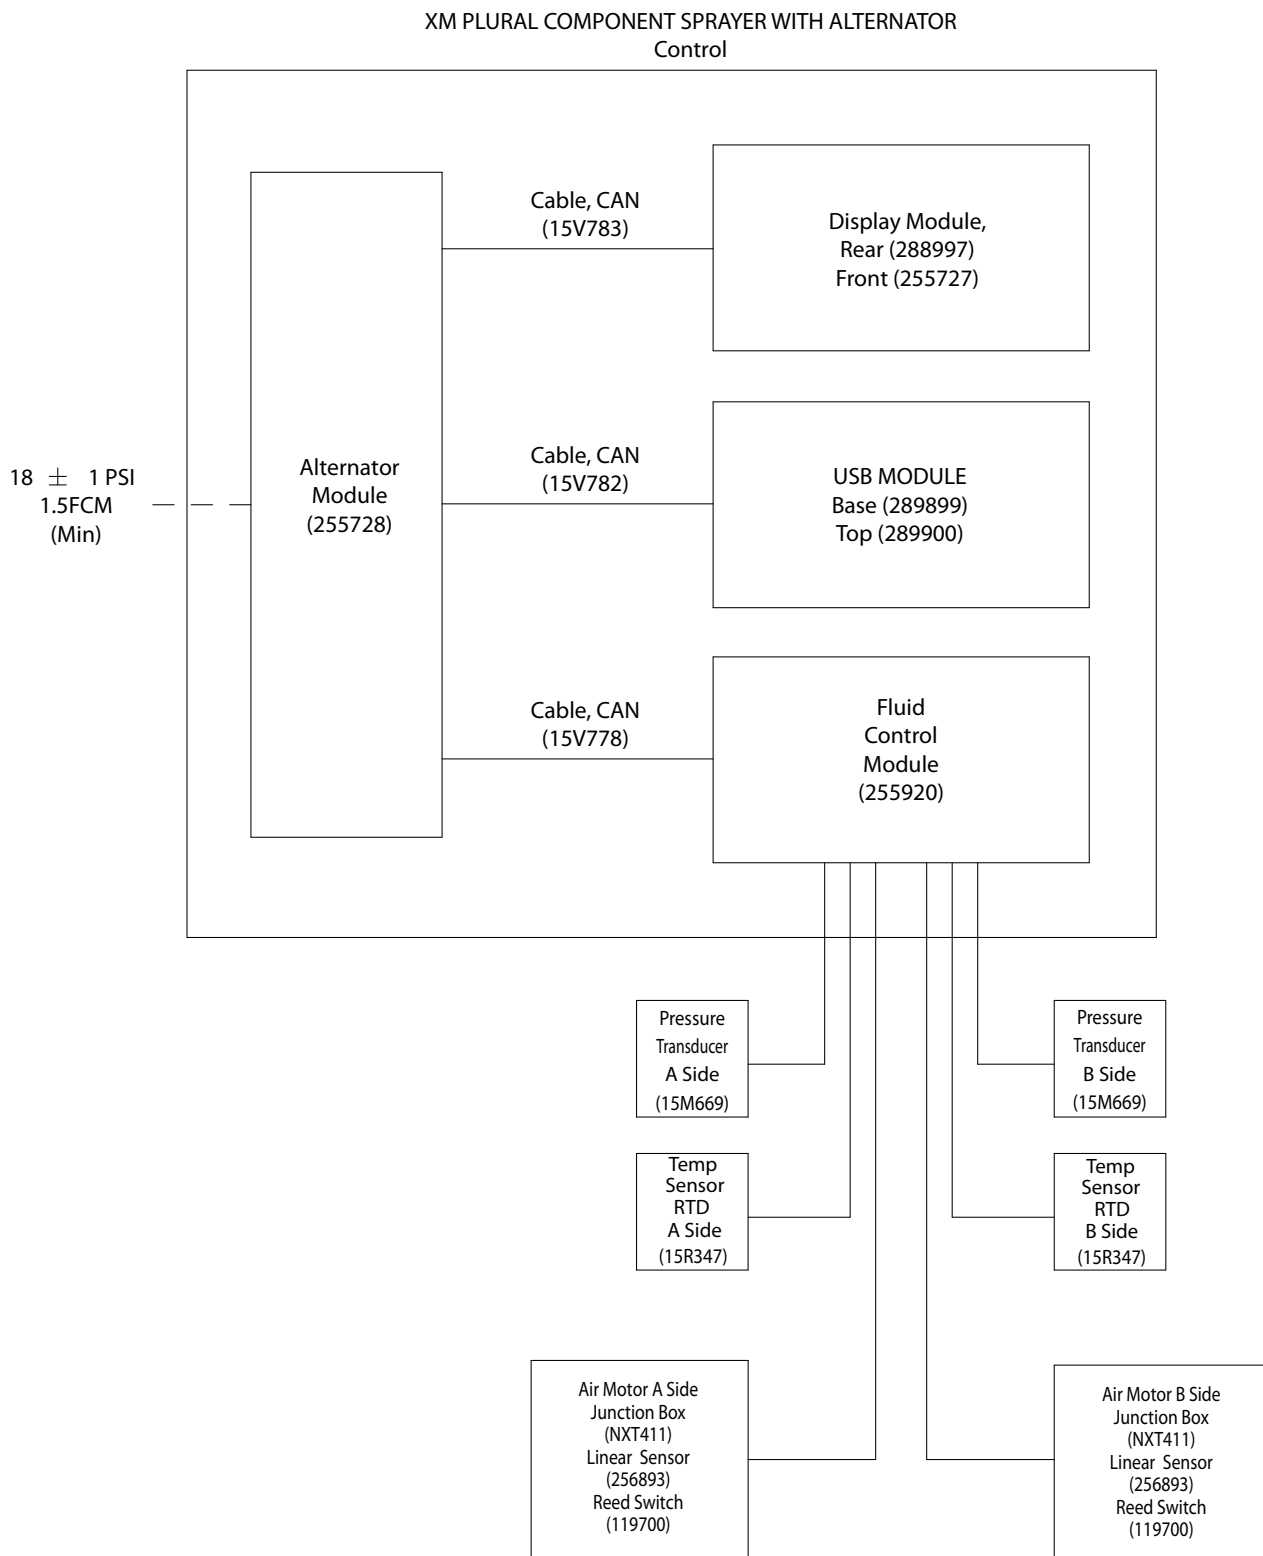 XM PLURAL COMPONENT SPRAYER WITH ALTERNATOR
Control
Cable, CAN
(15V783)
Display Module,
Rear (288997)
Front (255727)
18 ± 1 PSI
1.5FCM
(Min)
Alternator
Module
(255728)
Cable, CAN
(15V782)
USB MODULE
Base (289899)
Top (289900)
Cable, CAN
(15V778)
Fluid
Control
Module
(255920)
Pressure
Transducer
A Side
(15M669)
Pressure
Transducer
B Side
(15M669)
Temp
Sensor
RTD
A Side
(15R347)
Temp
Sensor
RTD
B Side
(15R347)
Air Motor A Side
Junction Box
(NXT411)
Linear Sensor
(256893)
Reed Switch
(119700)
Air Motor B Side
Junction Box
(NXT411)
Linear Sensor
(256893)
Reed Switch
(119700)